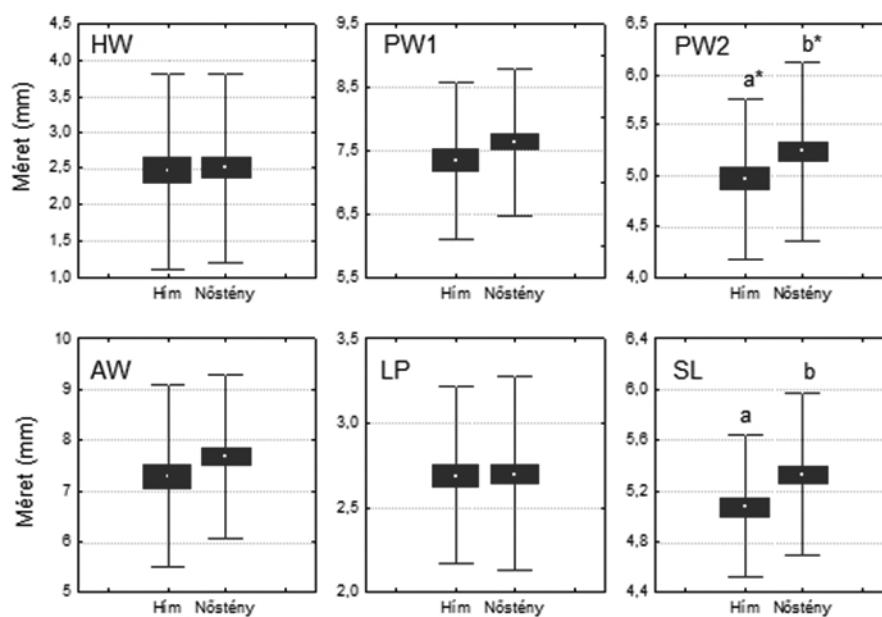 HW
PW1
PW2
Méret (mm)
4,5
4,0
3,5
3,0
2,5
2,0
1,5
1,0
Hím Nőstény
9,5
8,5
7,5
6,5
5,5
Hím Nőstény
6,5
6,0
5,5
5,0
4,5
4,0
a*
b*
Hím Nőstény
AW
LP
SL
Méret (mm)
10
9
8
7
6
5
Hím Nőstény
3,5
3,0
2,5
2,0
Hím Nőstény
6,4
6,0
5,6
5,2
4,8
4,4
a
b
Hím Nőstény